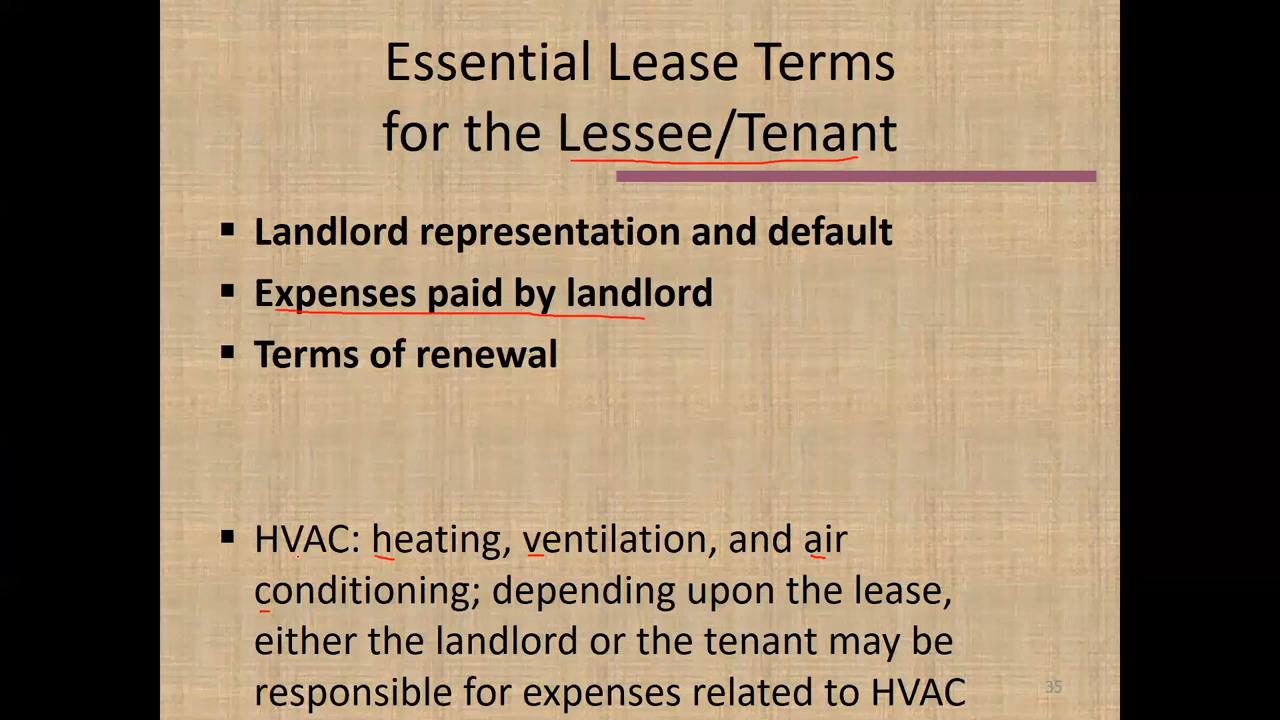 Essential Lease Terms
for the Lessee/Tenant
▪ Landlord representation and default
▪ Expenses paid by landlord
▪ Terms of renewal
▪ HVAC: heating, ventilation, and air
conditioning; depending upon the lease,
either the landlord or the tenant may be
responsible for expenses related to HVAC
35